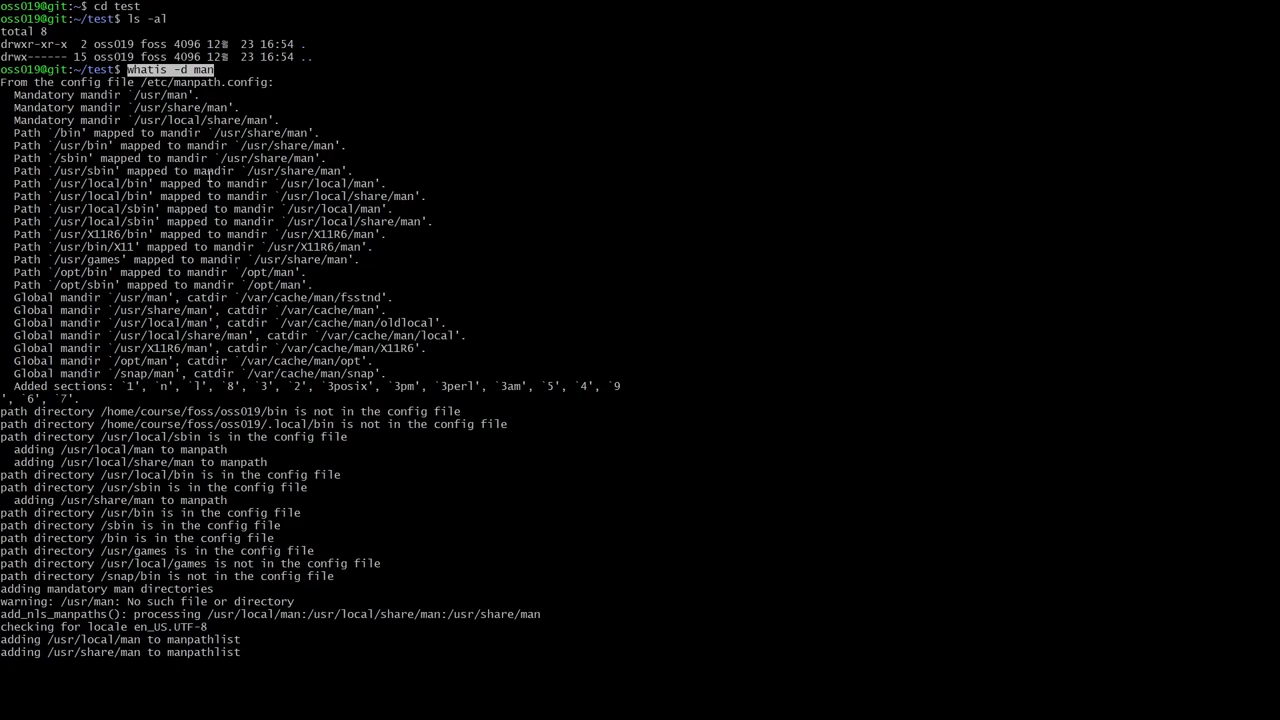 oss019@git:~$ cd test
oss019@git:~/test$ ls -al
total 8
drwxr-xr-x  2 oss019 foss 4096 12월  23 16:54 .
drwx------ 15 oss019 foss 4096 12월  23 16:54 ..
oss019@git:~/test$ whatis -d man
From the config file /etc/manpath.config:
  Mandatory mandir `/usr/man'.
  Mandatory mandir `/usr/share/man'.
  Mandatory mandir `/usr/local/share/man'.
  Path `/bin' mapped to mandir `/usr/share/man'.
  Path `/usr/bin' mapped to mandir `/usr/share/man'.
  Path `/sbin' mapped to mandir `/usr/share/man'.
  Path `/usr/sbin' mapped to mandir `/usr/share/man'.
  Path `/usr/local/bin' mapped to mandir `/usr/local/man'.
  Path `/usr/local/bin' mapped to mandir `/usr/local/share/man'.
  Path `/usr/local/sbin' mapped to mandir `/usr/local/man'.
  Path `/usr/local/sbin' mapped to mandir `/usr/local/share/man'.
  Path `/usr/X11R6/bin' mapped to mandir `/usr/X11R6/man'.
  Path `/usr/bin/X11' mapped to mandir `/usr/X11R6/man'.
  Path `/usr/games' mapped to mandir `/usr/share/man'.
  Path `/opt/bin' mapped to mandir `/opt/man'.
  Path `/opt/sbin' mapped to mandir `/opt/man'.
  Global mandir `/usr/man', catdir `/var/cache/man/fsstnd'.
  Global mandir `/usr/share/man', catdir `/var/cache/man'.
  Global mandir `/usr/local/man', catdir `/var/cache/man/oldlocal'.
  Global mandir `/usr/local/share/man', catdir `/var/cache/man/local'.
  Global mandir `/usr/X11R6/man', catdir `/var/cache/man/X11R6'.
  Global mandir `/opt/man', catdir `/var/cache/man/opt'.
  Global mandir `/snap/man', catdir `/var/cache/man/snap'.
  Added sections: `1', `n', `l', `8', `3', `2', `3posix', `3pm', `3perl', `3am', `5', `4', `9
', `6', `7'.
path directory /home/course/foss/oss019/bin is not in the config file
path directory /home/course/foss/oss019/.local/bin is not in the config file
path directory /usr/local/sbin is in the config file
  adding /usr/local/man to manpath
  adding /usr/local/share/man to manpath
path directory /usr/local/bin is in the config file
path directory /usr/sbin is in the config file
  adding /usr/share/man to manpath
path directory /usr/bin is in the config file
path directory /sbin is in the config file
path directory /bin is in the config file
path directory /usr/games is in the config file
path directory /usr/local/games is not in the config file
path directory /snap/bin is not in the config file
adding mandatory man directories
warning: /usr/man: No such file or directory
add_nls_manpaths(): processing /usr/local/man:/usr/local/share/man:/usr/share/man
checking for locale en_US.UTF-8
adding /usr/local/man to manpathlist
adding /usr/share/man to manpathlist